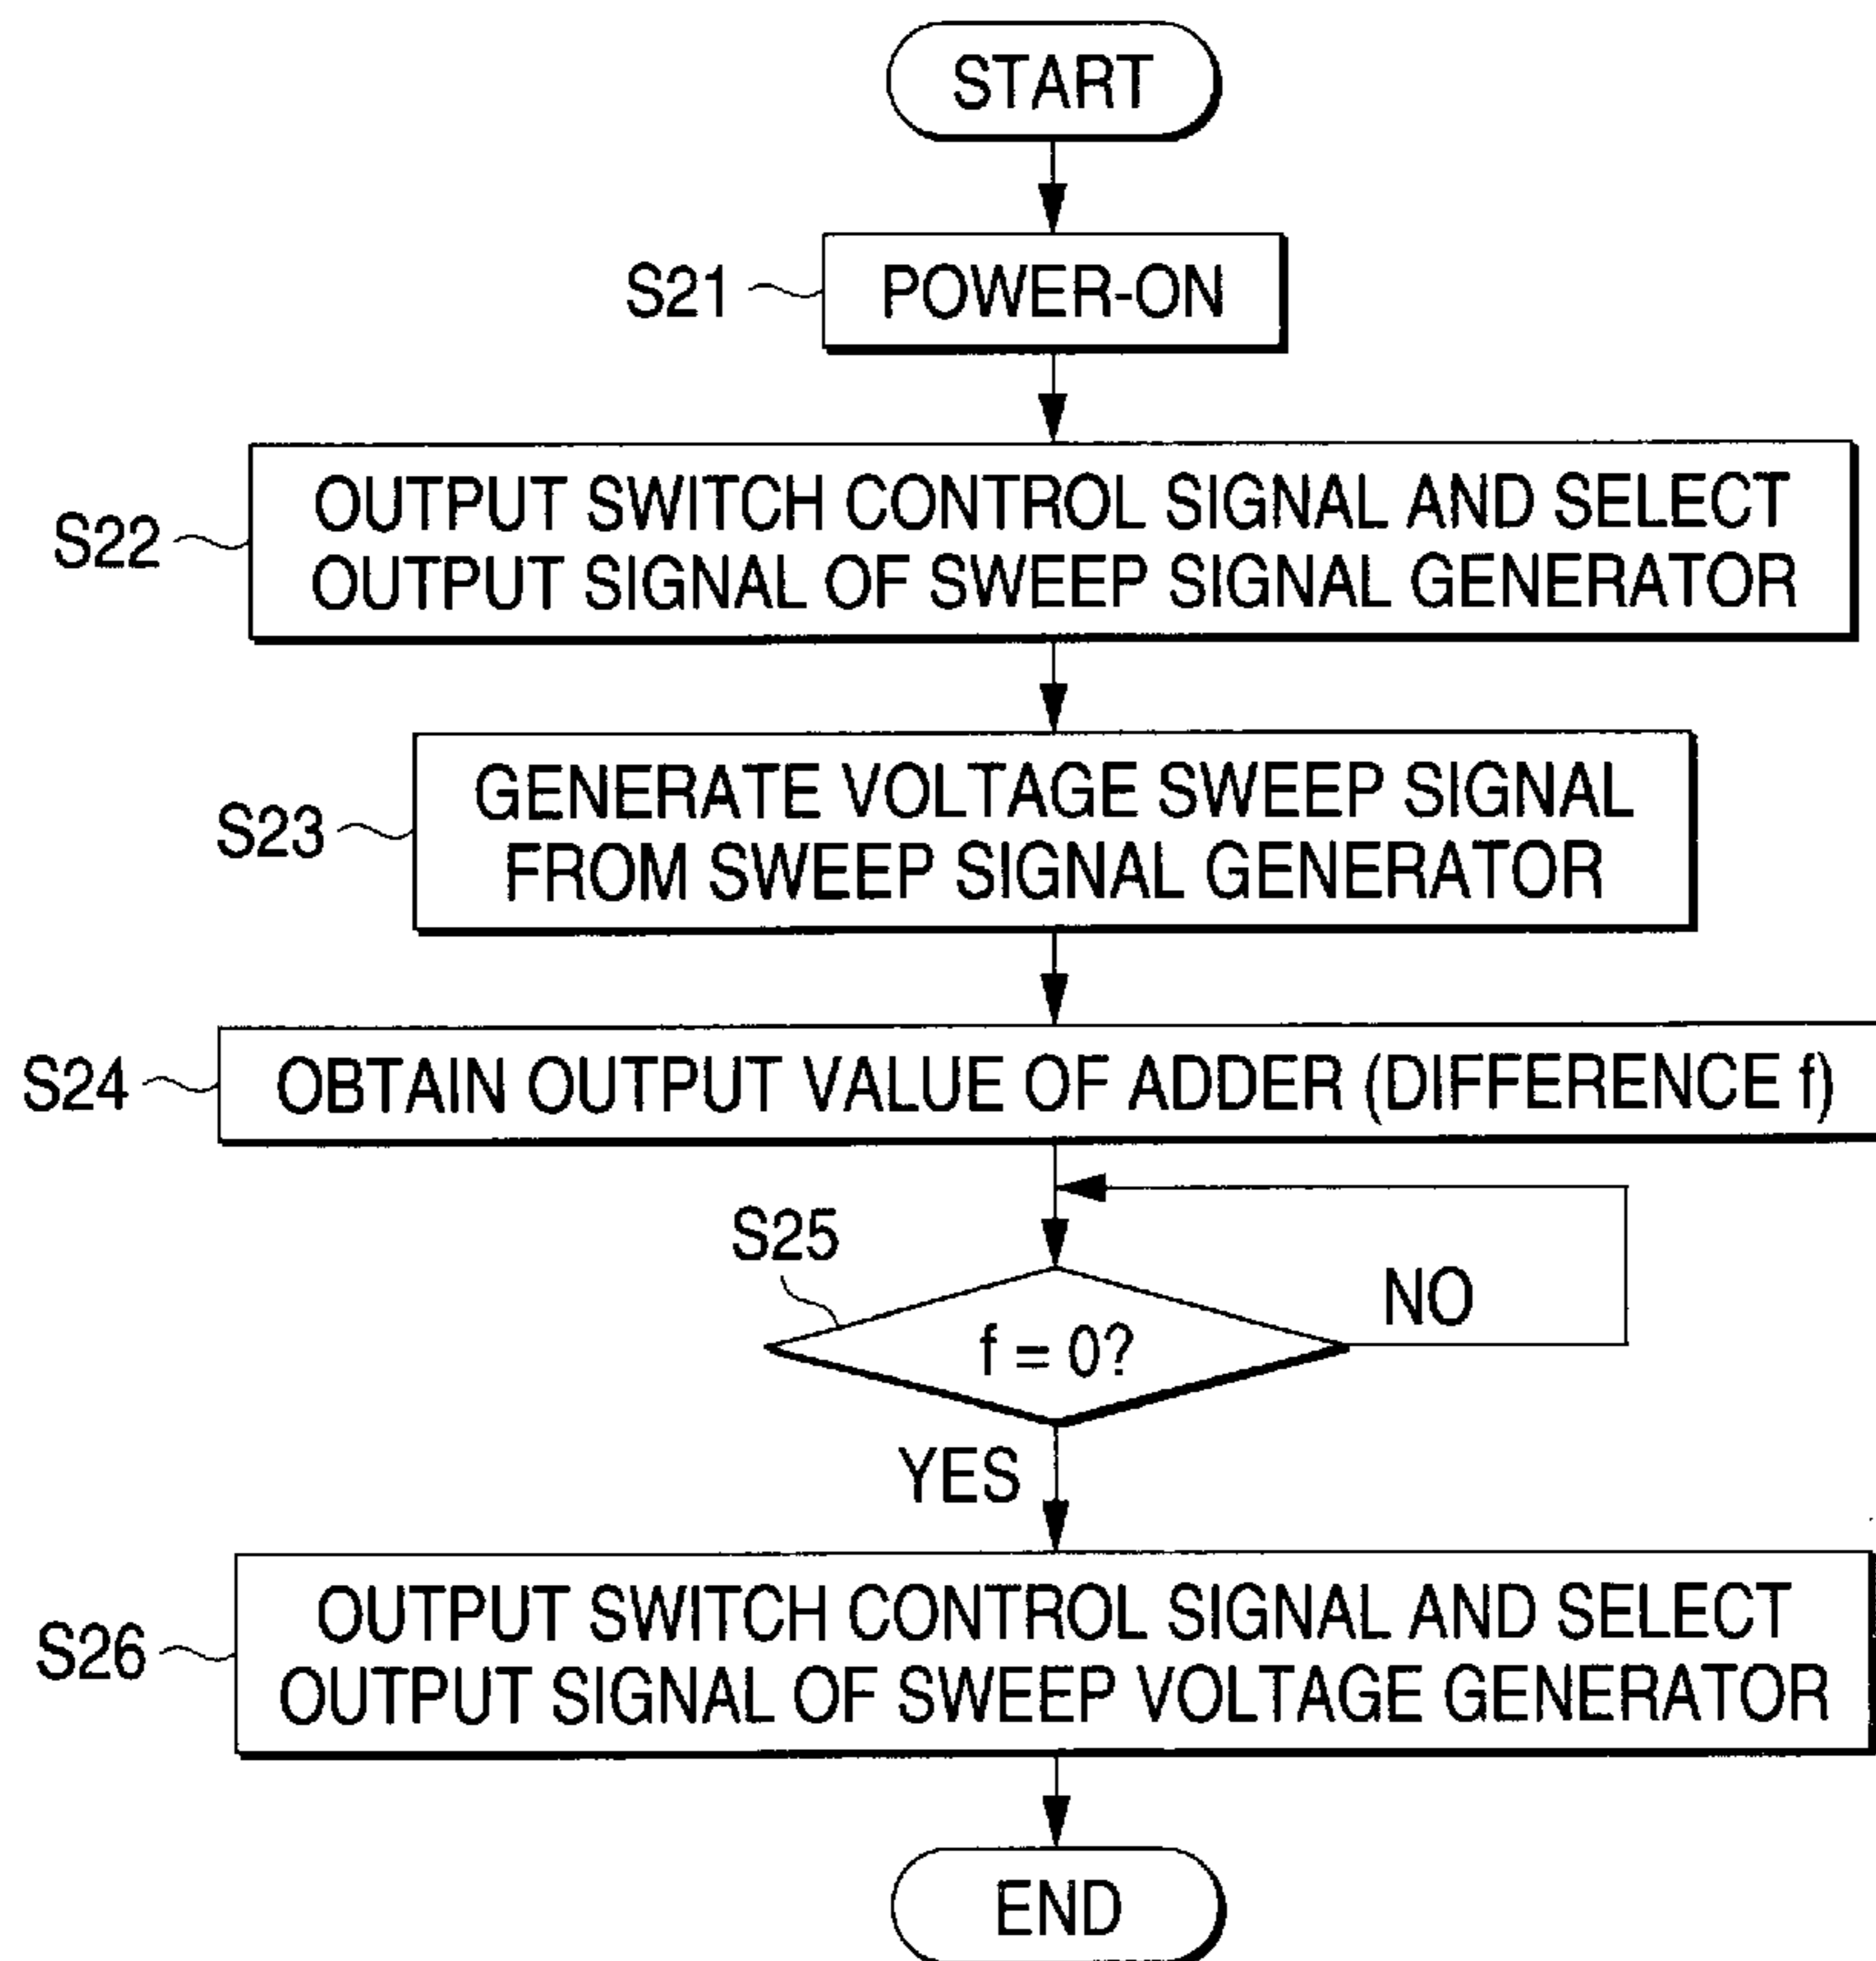 START
S21
POWER-ON
S22
OUTPUT SWITCH CONTROL SIGNAL AND SELECT
OUTPUT SIGNAL OF SWEEP SIGNAL GENERATOR
S23
GENERATE VOLTAGE SWEEP SIGNAL
FROM SWEEP SIGNAL GENERATOR
S24
OBTAIN OUTPUT VALUE OF ADDER (DIFFERENCE f)
S25
f = 0?
NO
YES
S26
OUTPUT SWITCH CONTROL SIGNAL AND SELECT
OUTPUT SIGNAL OF SWEEP VOLTAGE GENERATOR
END